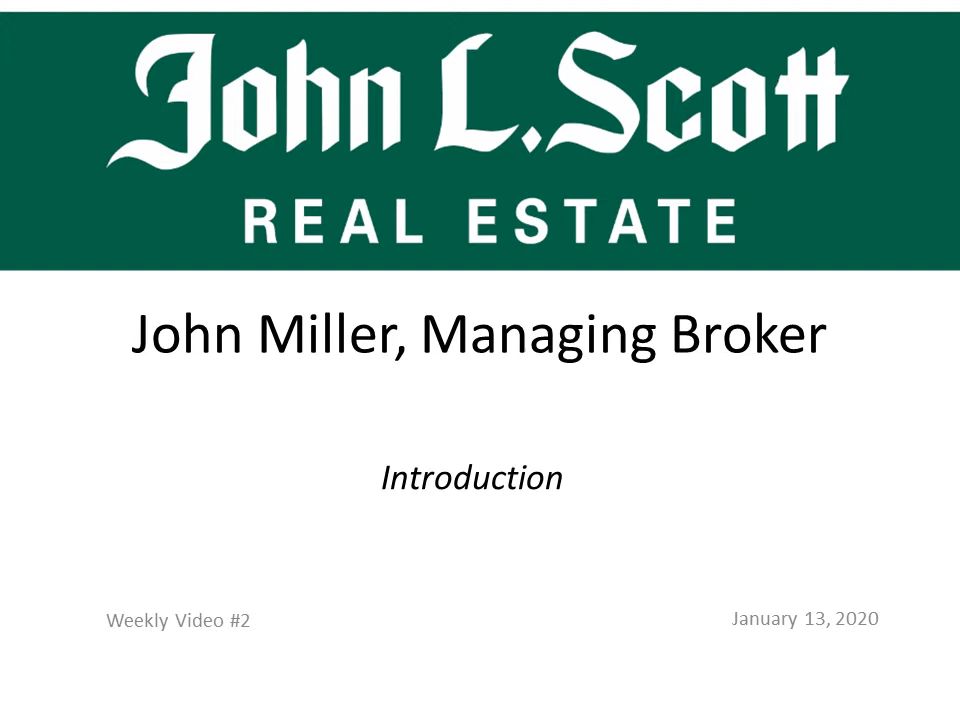 John L. Scott
REAL ESTATE
John Miller, Managing Broker
Introduction
Weekly Video #2
January 13, 2020